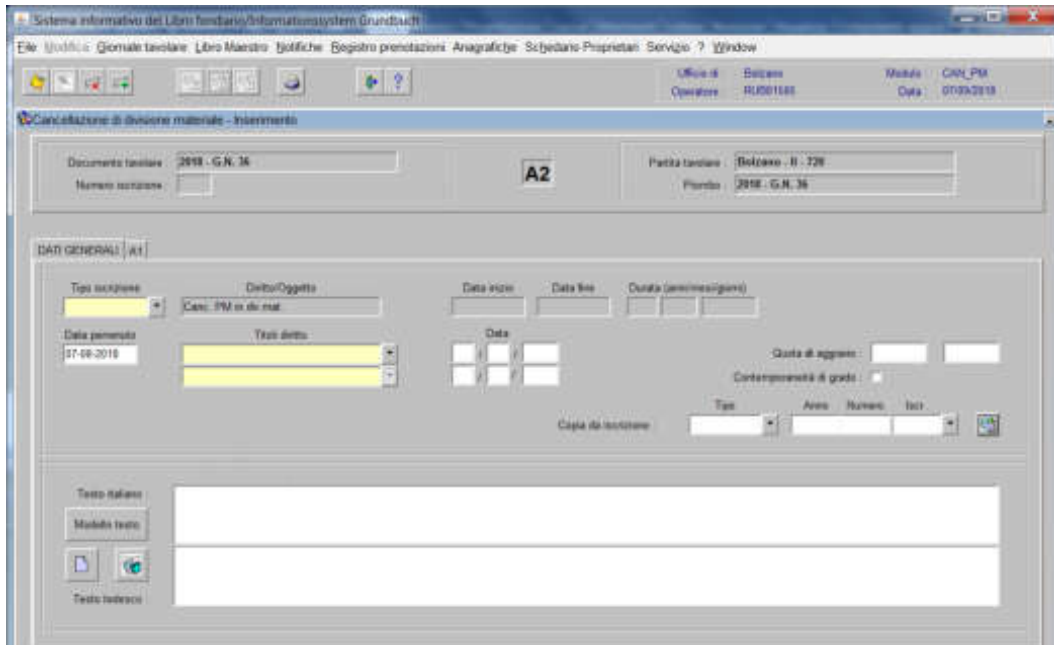 Sistema informativo del Libro fondiario/Informationssystem Grundbuch
File Modifica Giornale tavolare Libro Maestro Notifiche Registro prenotazioni Anagrafiche Schedario Proprietari Servizio ? Window
Ufficio di Bolzano Modulo CAN_PM
Operatore Data
Cancellazione di divisione materiale - Inserimento
Documento tavolare 2018 - G.N. 36 A2 Partita tavolare Bolzano - II - 728
Numero iscrizione Piombo 2018 - G.N. 36
DATI GENERALI A1
Tipo iscrizione Diritto/Oggetto Data inizio Data fine Durata (anni/mesi/giorni)
Canc. PM in div.mat.
Data pervenuto Titoli diritto Data
07-08-2018 / / Quota di aggravio :
/ / Contemporaneità di grado :
Tipo Anno Numero Iscr.
Copia da iscrizione
Testo italiano
Modello testo
Testo tedesco